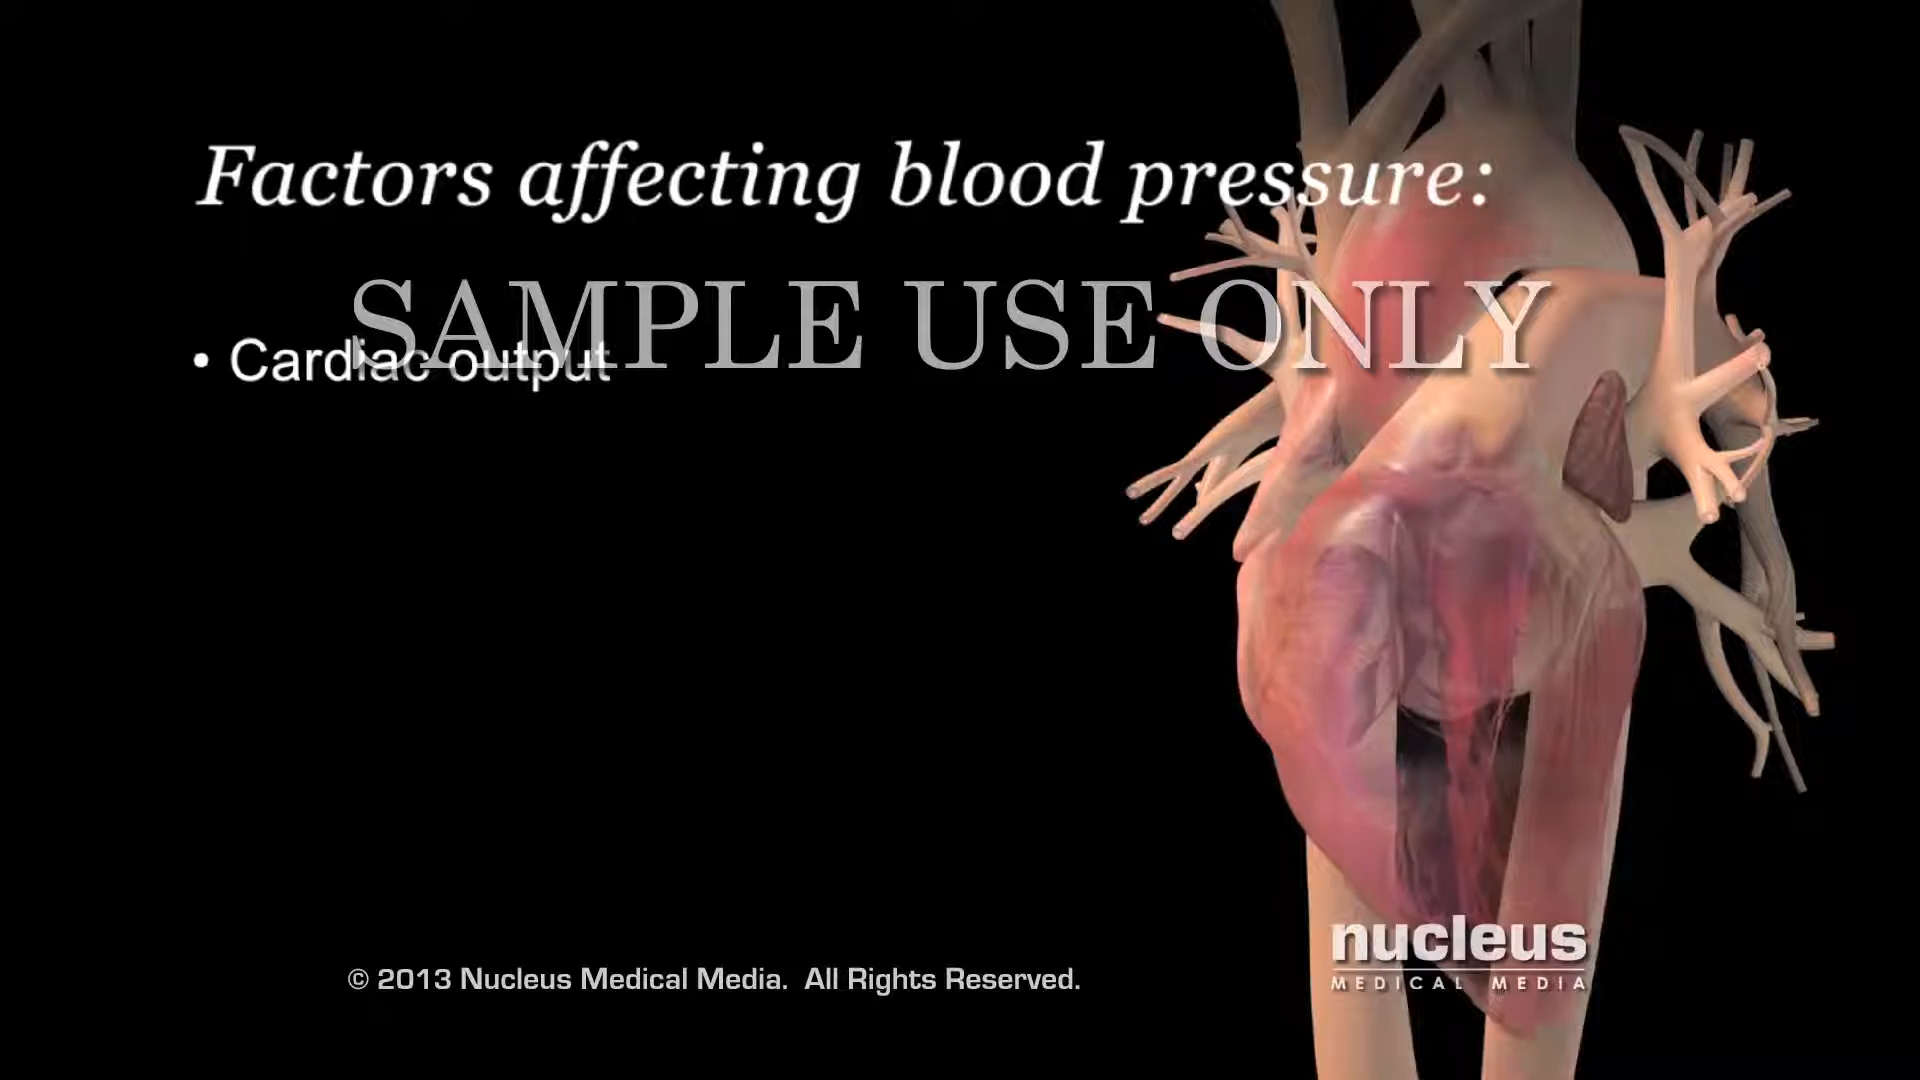 Factors affecting blood pressure:
SAMPLE USE ONLY
• Cardiac output
nucleus
MEDICAL MEDIA
© 2013 Nucleus Medical Media. All Rights Reserved.